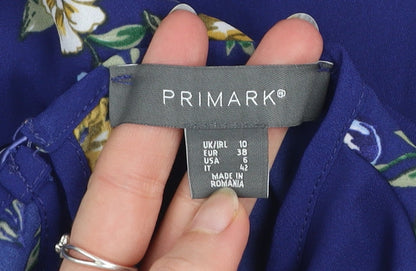 PRIMARK®
UK/IRL 10
EUR 38
USA 6
IT 42
MADE IN
ROMANIA